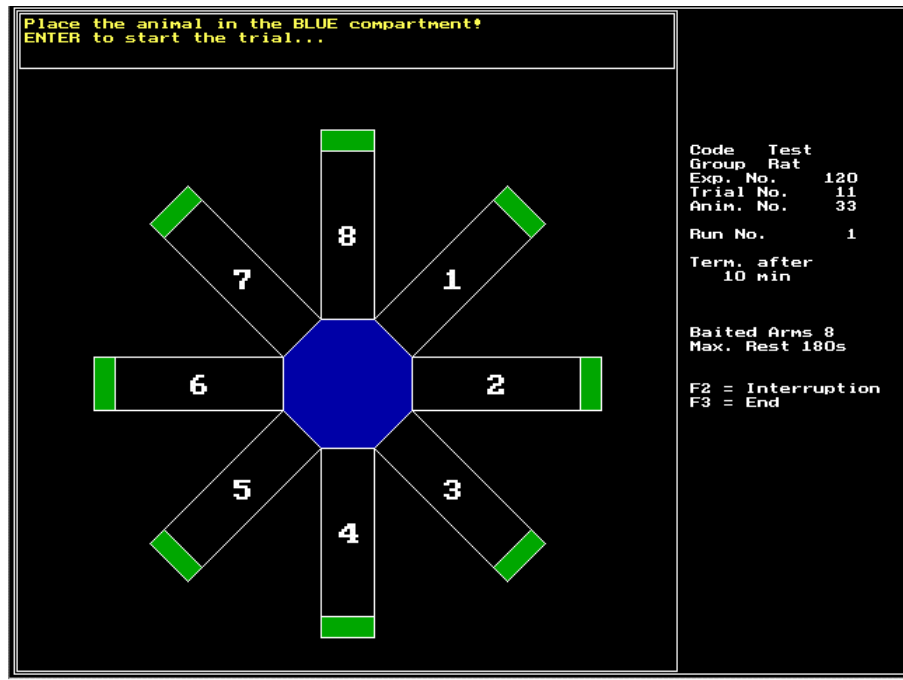 Place the animal in the BLUE compartment!
ENTER to start the trial...
Code Test
Group Rat
Exp. No. 120
Trial No. 11
Anim. No. 33
Run No. 1
Term. after
10 min
Baited Arms 8
Max. Rest 180s
F2 = Interruption
F3 = End
8
7
1
6
2
5
3
4